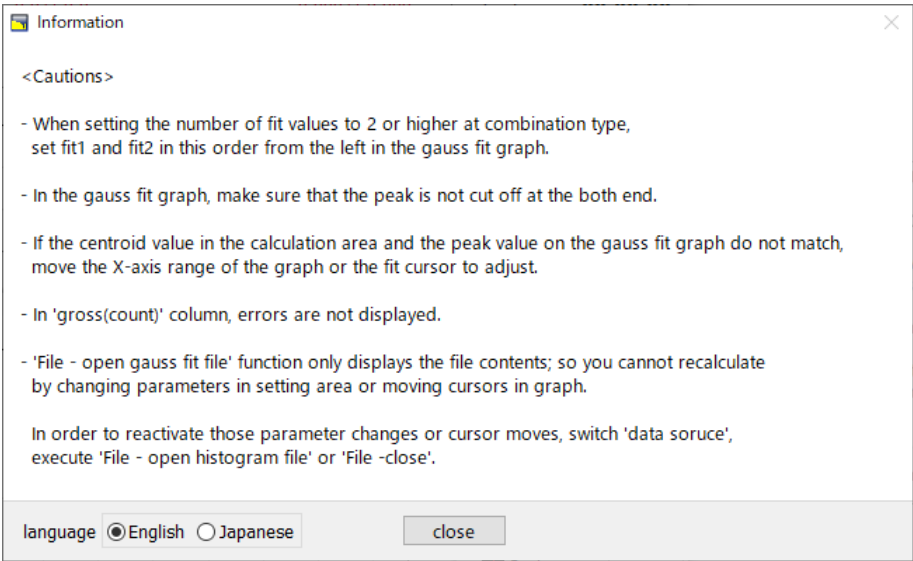 Information
<Cautions>
- When setting the number of fit values to 2 or higher at combination type,
set fit1 and fit2 in this order from the left in the gauss fit graph.
- In the gauss fit graph, make sure that the peak is not cut off at the both end.
- If the centroid value in the calculation area and the peak value on the gauss fit graph do not match,
move the X-axis range of the graph or the fit cursor to adjust.
- In 'gross(count)' column, errors are not displayed.
- 'File - open gauss fit file' function only displays the file contents; so you cannot recalculate
by changing parameters in setting area or moving cursors in graph.
In order to reactivate those parameter changes or cursor moves, switch 'data soruce',
execute 'File - open histogram file' or 'File -close'.
language English Japanese close